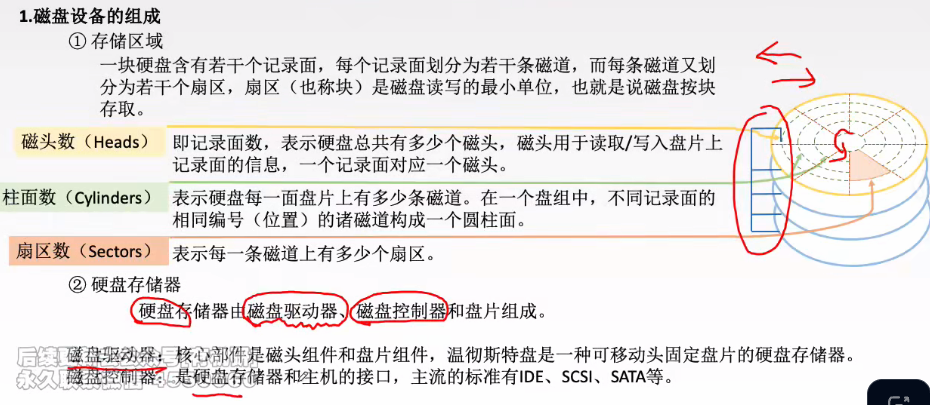 1.磁盘设备的组成
① 存储区域
一块硬盘含有若干个记录面，每个记录面划分为若干条磁道，而每条磁道又划
分为若干个扇区，扇区（也称块）是磁盘读写的最小单位，也就是说磁盘按块
存取。
磁头数（Heads） 即记录面数，表示硬盘总共有多少个磁头，磁头用于读取/写入盘片上
记录面的信息，一个记录面对应一个磁头。
柱面数（Cylinders） 表示硬盘每一面盘片上有多少条磁道。在一个盘组中，不同记录面的
相同编号（位置）的诸磁道构成一个圆柱面。
扇区数（Sectors） 表示每一条磁道上有多少个扇区。
② 硬盘存储器
硬盘存储器由磁盘驱动器、磁盘控制器和盘片组成。
磁盘驱动器：核心部件是磁头组件和盘片组件，温彻斯特盘是一种可移动头固定盘片的硬盘存储器。
磁盘控制器：是硬盘存储器和主机的接口，主流的标准有IDE、SCSI、SATA等。